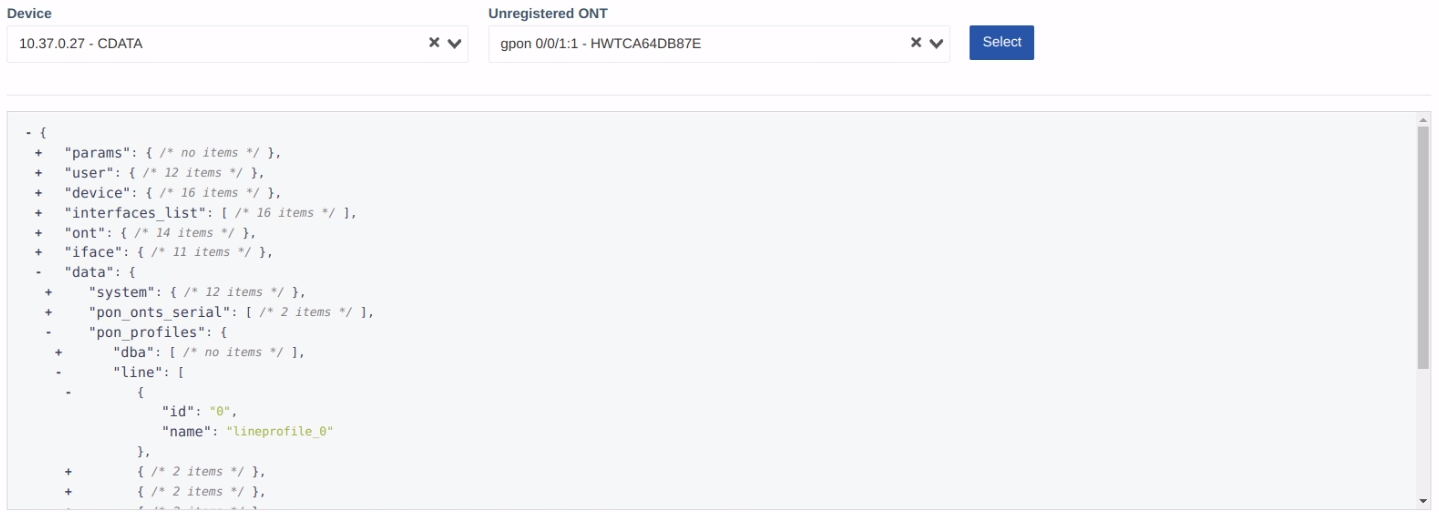 Device
Unregistered ONT
10.37.0.27 - CDATA
gpon 0/0/1:1 - HWTCA64DB87E
Select
- {
+ "params": { /* no items */ },
+ "user": { /* 12 items */ },
+ "device": { /* 16 items */ },
+ "interfaces_list": [ /* 16 items */ ],
+ "ont": { /* 14 items */ },
+ "iface": { /* 11 items */ },
- "data": {
+ "system": { /* 12 items */ },
+ "pon_onts_serial": [ /* 2 items */ ],
- "pon_profiles": {
+ "dba": [ /* no items */ ],
- "line": [
- {
"id": "0",
"name": "lineprofile_0"
},
+ { /* 2 items */ },
+ { /* 2 items */ },